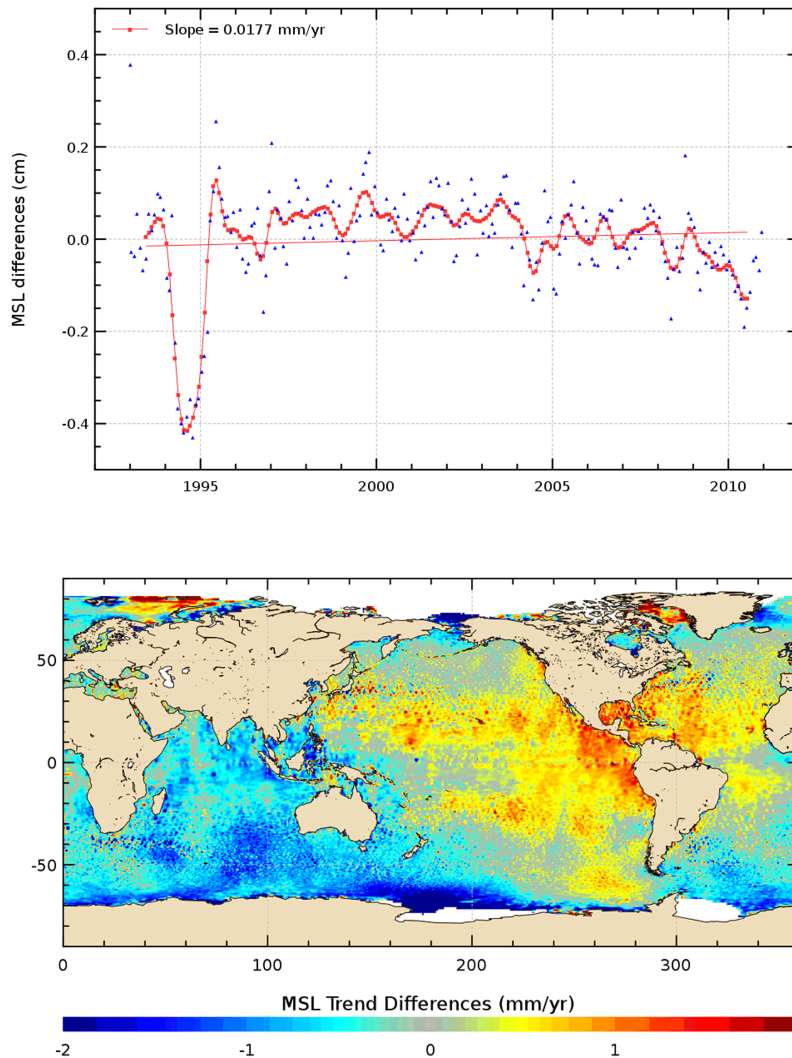 Slope = 0.0177 mm/yr
0.4
0.2
0.0
-0.2
-0.4
MSL differences (cm)
1995 2000 2005 2010
50
0
-50
0 100 200 300
MSL Trend Differences (mm/yr)
-2 -1 0 1